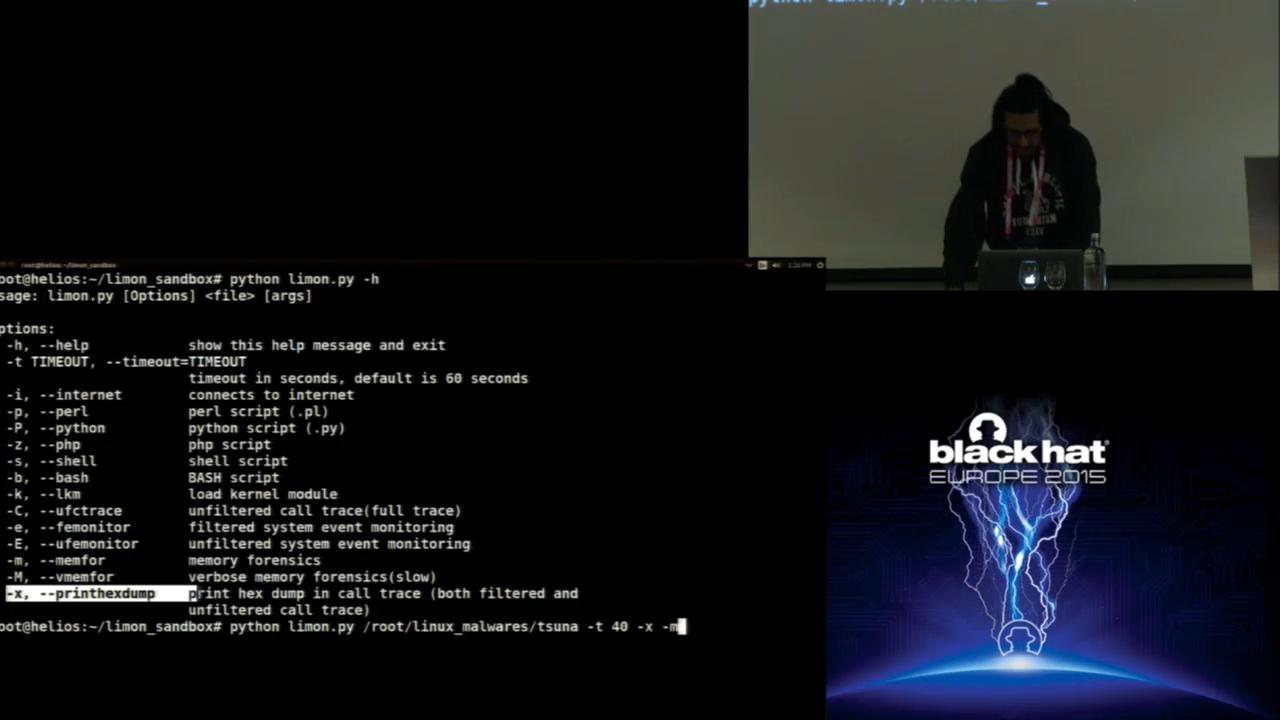 root@helios:~/limon_sandbox
oot@helios:~/limon_sandbox# python limon.py -h
sage: limon.py [Options] <file> [args]
ptions:
-h, --help show this help message and exit
-t TIMEOUT, --timeout=TIMEOUT
timeout in seconds, default is 60 seconds
-i, --internet connects to internet
-p, --perl perl script (.pl)
-P, --python python script (.py)
-z, --php php script
-s, --shell shell script
-b, --bash BASH script
-k, --lkm load kernel module
-C, --ufctrace unfiltered call trace(full trace)
-e, --femonitor filtered system event monitoring
-E, --ufemonitor unfiltered system event monitoring
-m, --memfor memory forensics
-M, --vmemfor verbose memory forensics(slow)
-x, --printhexdump print hex dump in call trace (both filtered and
unfiltered call trace)
oot@helios:~/limon_sandbox# python limon.py /root/linux_malwares/tsuna -t 40 -x -m
black hat
EUROPE 2015